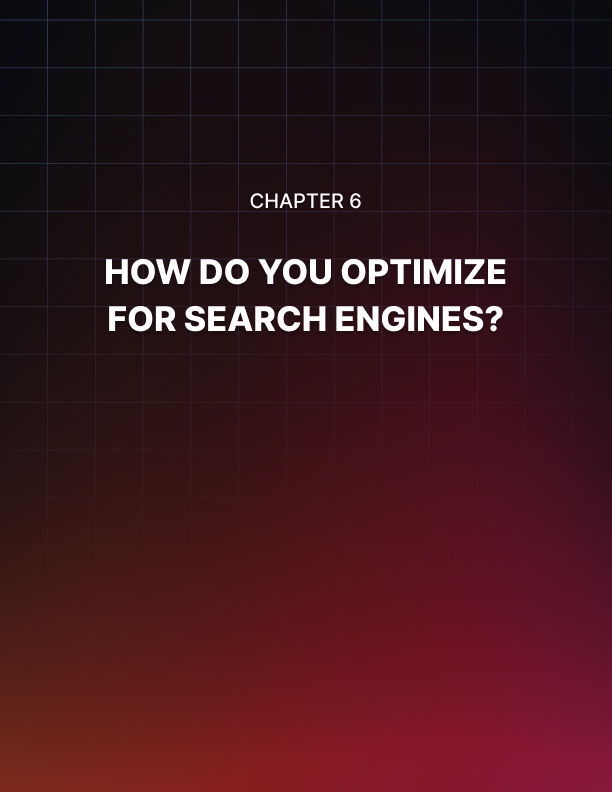 CHAPTER 6
HOW DO YOU OPTIMIZE
FOR SEARCH ENGINES?